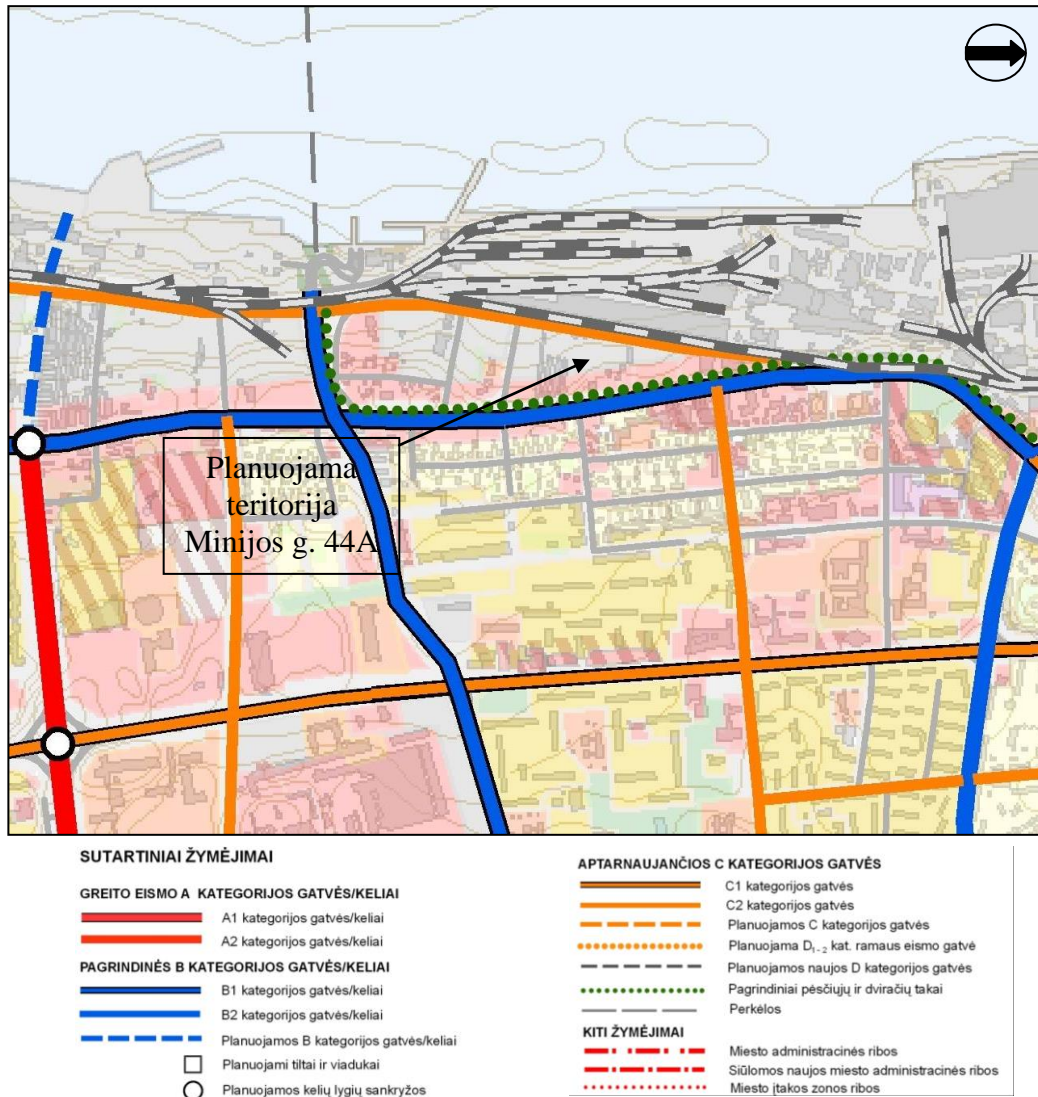 Planuojama
teritorija
Minijos g. 44A
SUTARTINIAI ŽYMĖJIMAI
GREITO EISMO A KATEGORIJOS GATVĖS/KELIAI
A1 kategorijos gatvės/keliai
A2 kategorijos gatvės/keliai
PAGRINDINĖS B KATEGORIJOS GATVĖS/KELIAI
B1 kategorijos gatvės/keliai
B2 kategorijos gatvės/keliai
Planuojamos B kategorijos gatvės/keliai
Planuojami tiltai ir viadukai
Planuojamos kelių lygių sankryžos
APTARNAUJANČIOS C KATEGORIJOS GATVĖS
C1 kategorijos gatvės
C2 kategorijos gatvės
Planuojamos C kategorijos gatvės
Planuojama D1-2 kat. ramaus eismo gatvė
Planuojamos naujos D kategorijos gatvės
Pagrindiniai pėsčiųjų ir dviračių takai
Perkėlos
KITI ŽYMĖJIMAI
Miesto administracinės ribos
Siūlomos naujos miesto administracinės ribos
Miesto įtakos zonos ribos